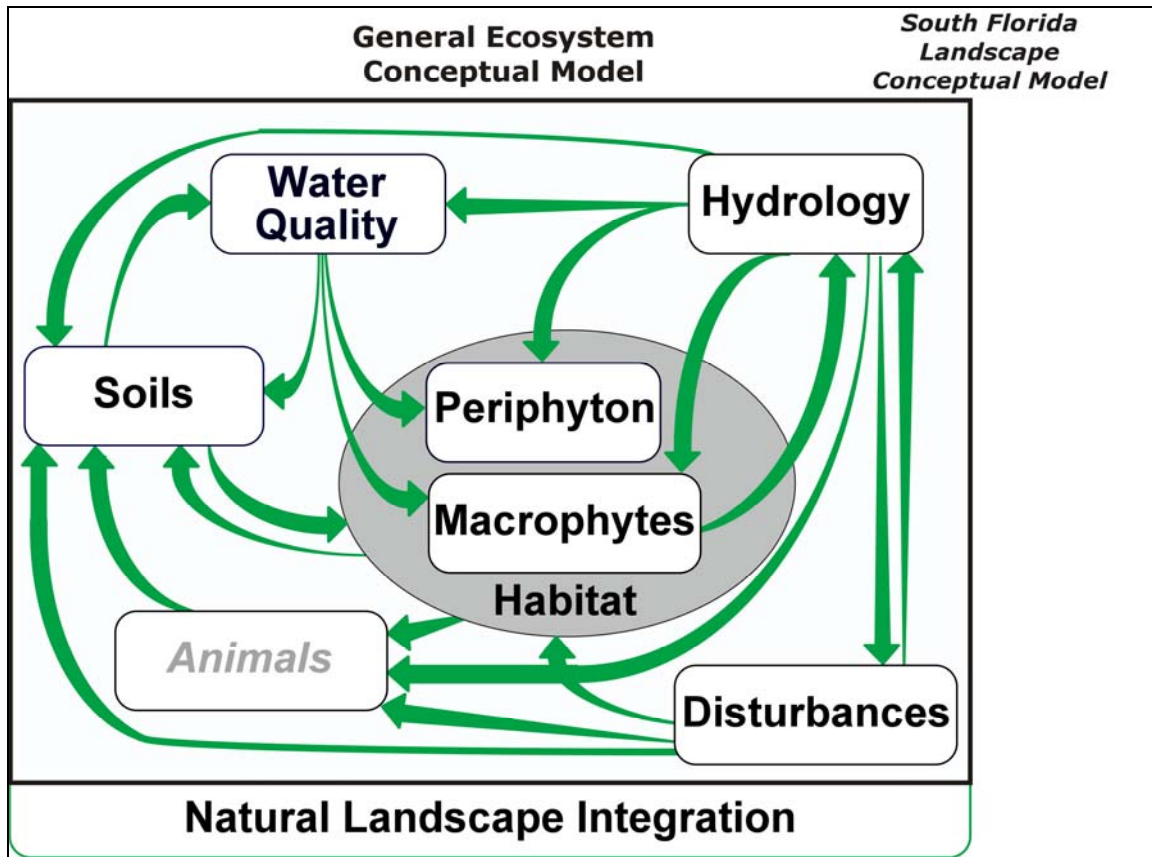 General Ecosystem
Conceptual Model
South Florida
Landscape
Conceptual Model
Water
Quality
Hydrology
Soils
Periphyton
Macrophytes
Habitat
Animals
Disturbances
Natural Landscape Integration